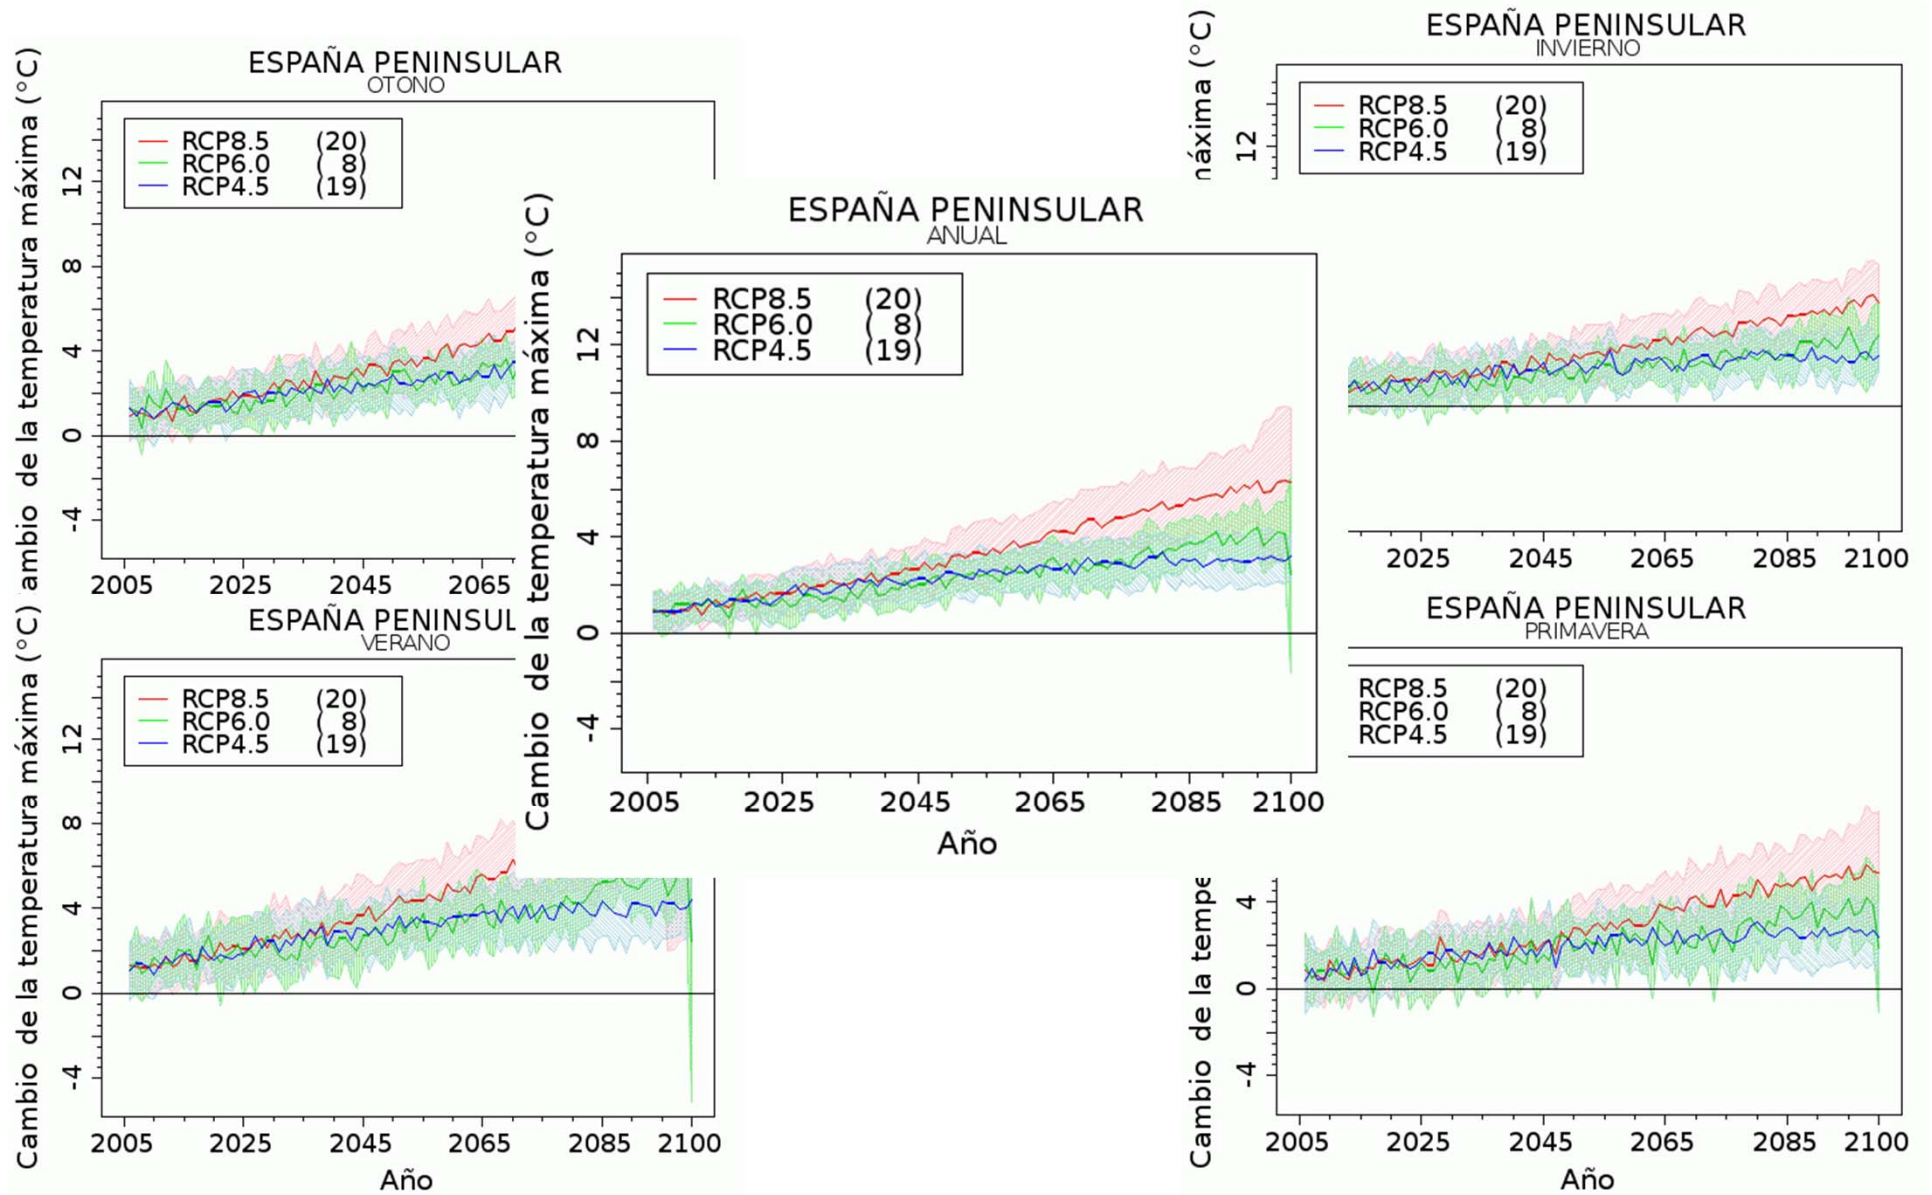 ESPAÑA PENINSULAR
OTONO
ambio de la temperatura máxima (°C)
RCP8.5 (20)
RCP6.0 ( 8)
RCP4.5 (19)
12
8
4
0
-4
2005 2025 2045 2065
ESPAÑA PENINSULAR
INVIERNO
máxima (°C)
RCP8.5 (20)
RCP6.0 ( 8)
RCP4.5 (19)
12
2025 2045 2065 2085 2100
ESPAÑA PENINSULAR
ANUAL
Cambio de la temperatura máxima (°C)
RCP8.5 (20)
RCP6.0 ( 8)
RCP4.5 (19)
12
8
4
0
-4
2005 2025 2045 2065 2085 2100
Año
ESPAÑA PENINSUL
VERANO
Cambio de la temperatura máxima (°C)
RCP8.5 (20)
RCP6.0 ( 8)
RCP4.5 (19)
12
8
4
0
-4
2005 2025 2045 2065 2085 2100
Año
ESPAÑA PENINSULAR
PRIMAVERA
Cambio de la tempe
RCP8.5 (20)
RCP6.0 ( 8)
RCP4.5 (19)
4
0
-4
2005 2025 2045 2065 2085 2100
Año